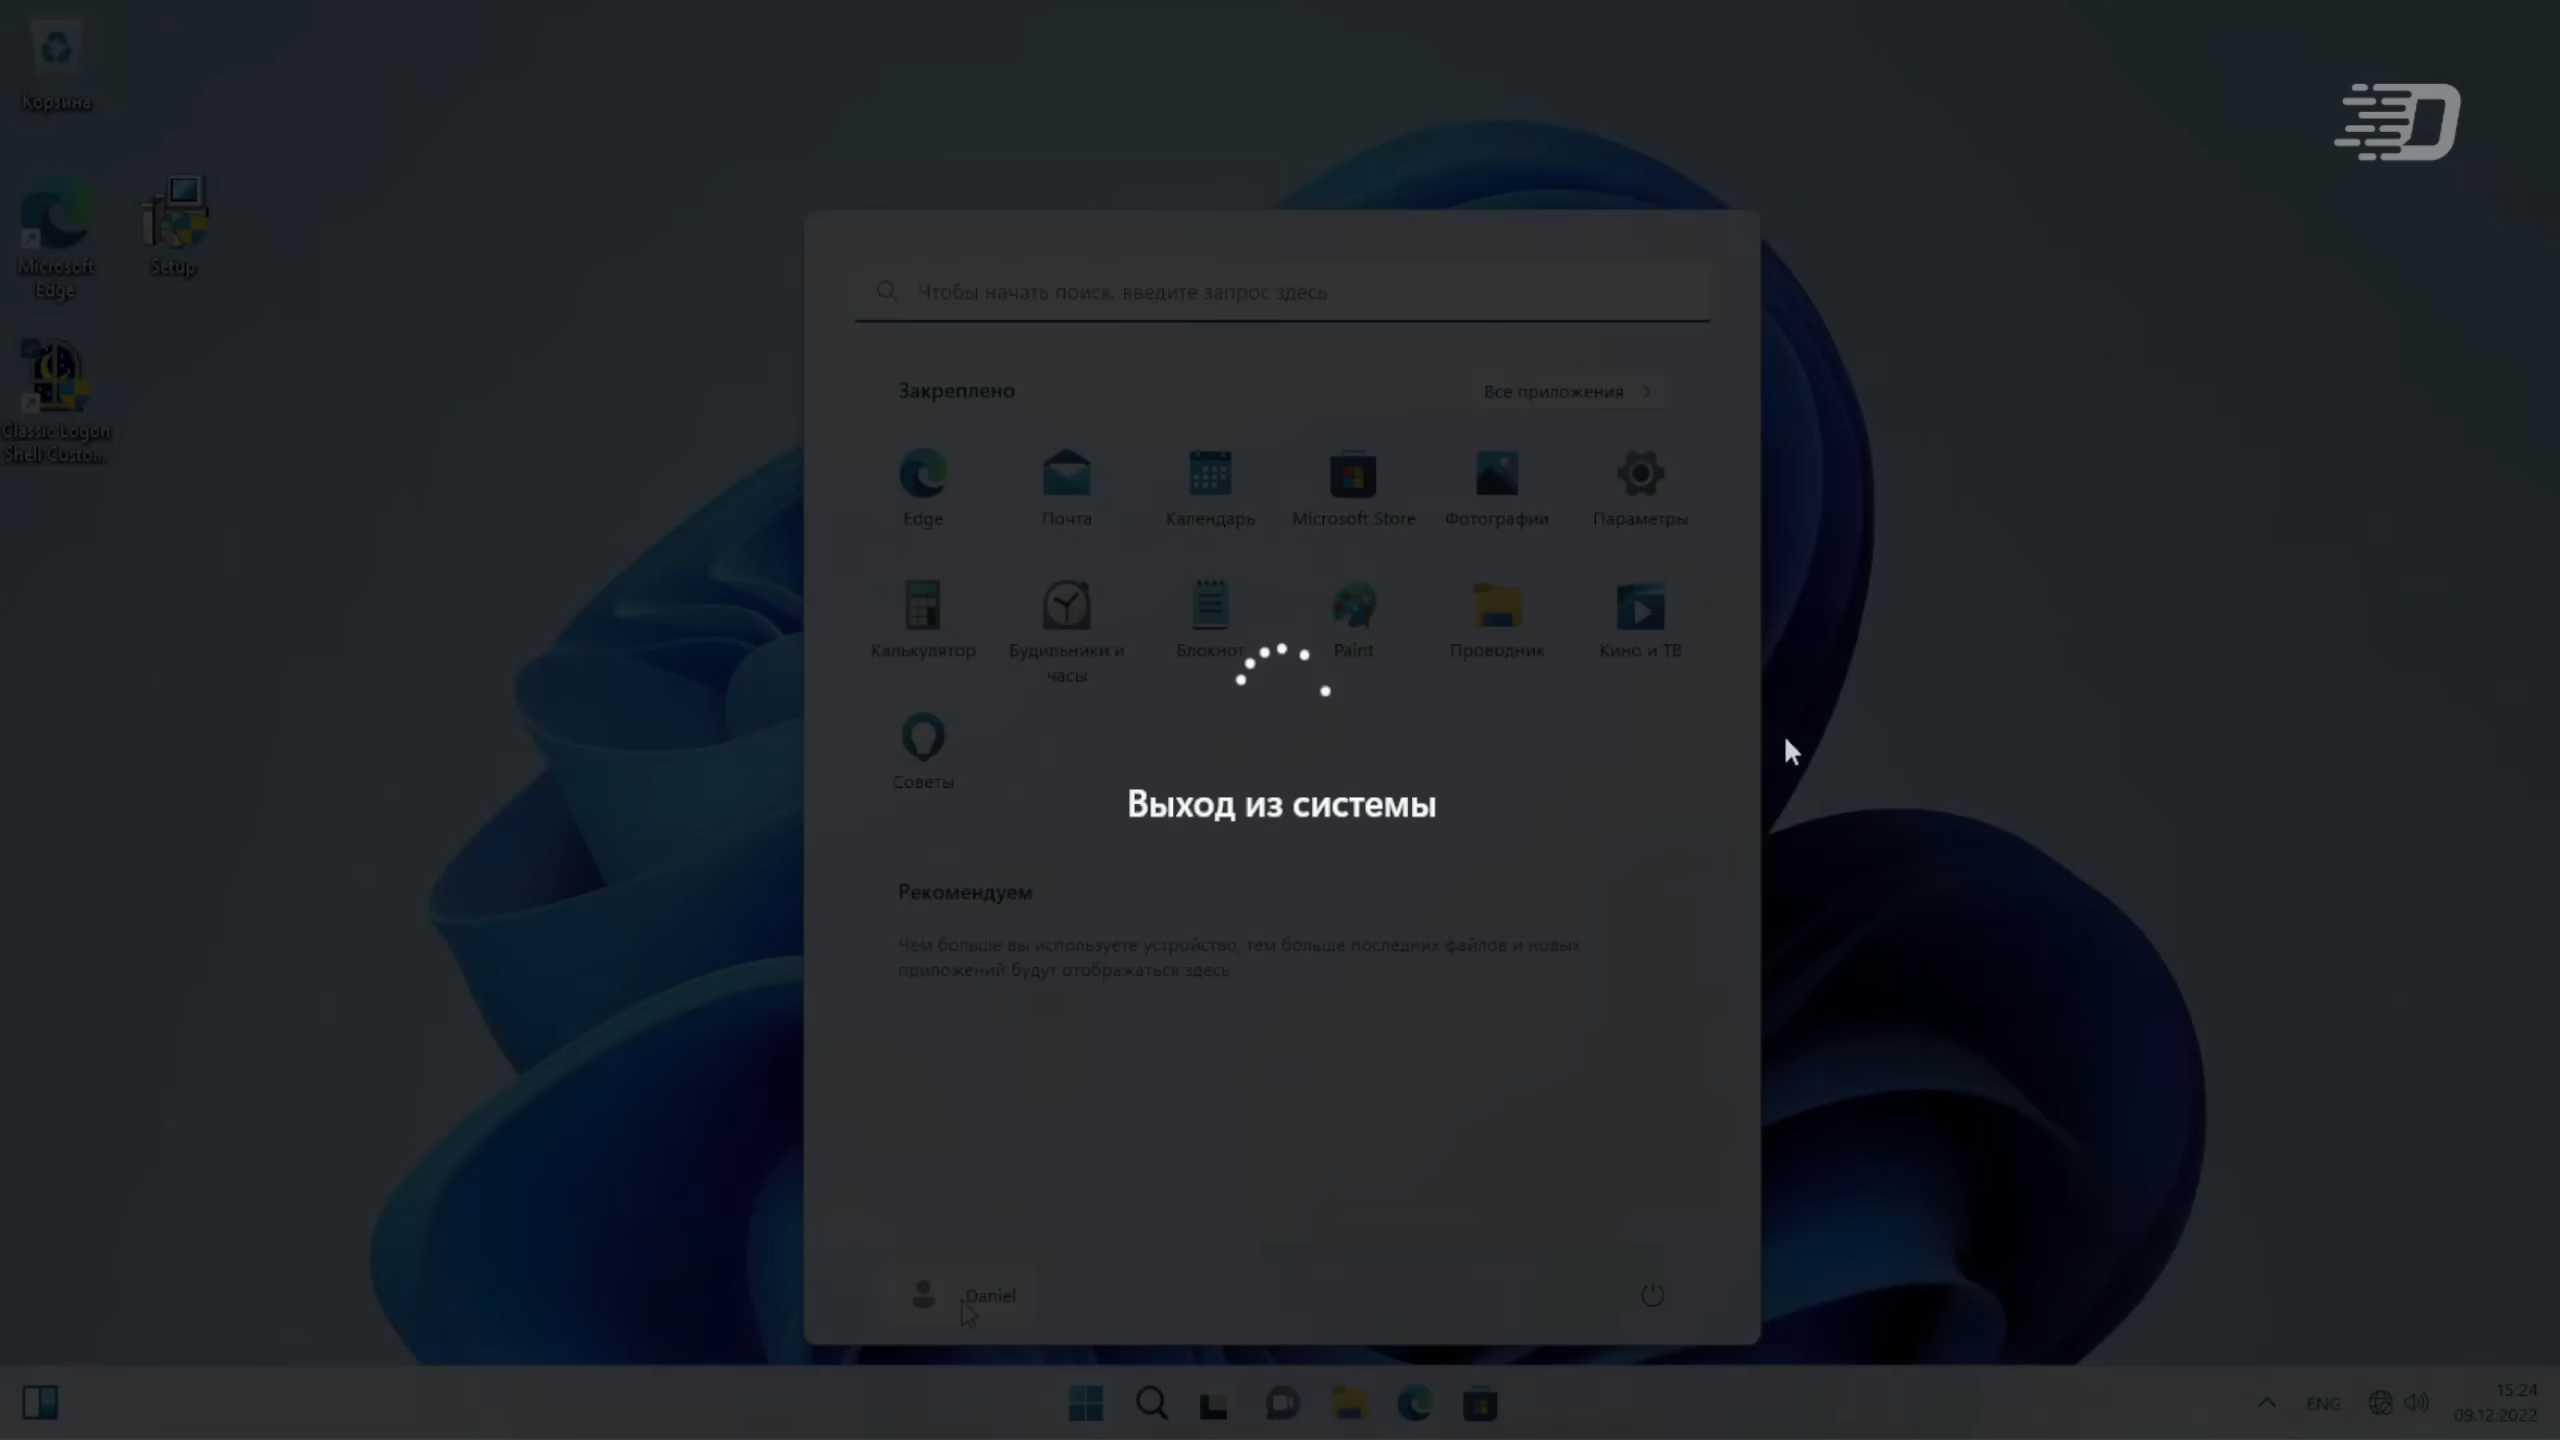 Корзина
Microsoft
Edge
Setup
Classic Logon
Shell Custo...
Чтобы начать поиск, введите запрос здесь
Закреплено
Все приложения
Edge
Почта
Календарь
Microsoft Store
Фотографии
Параметры
Калькулятор
Будильники и
часы
Блокнот
Paint
Проводник
Кино и ТВ
Советы
Выход из системы
Рекомендуем
Чем больше вы используете устройство, тем больше последних файлов и новых
приложений будут отображаться здесь.
Daniel
ENG
15:24
09.12.2022